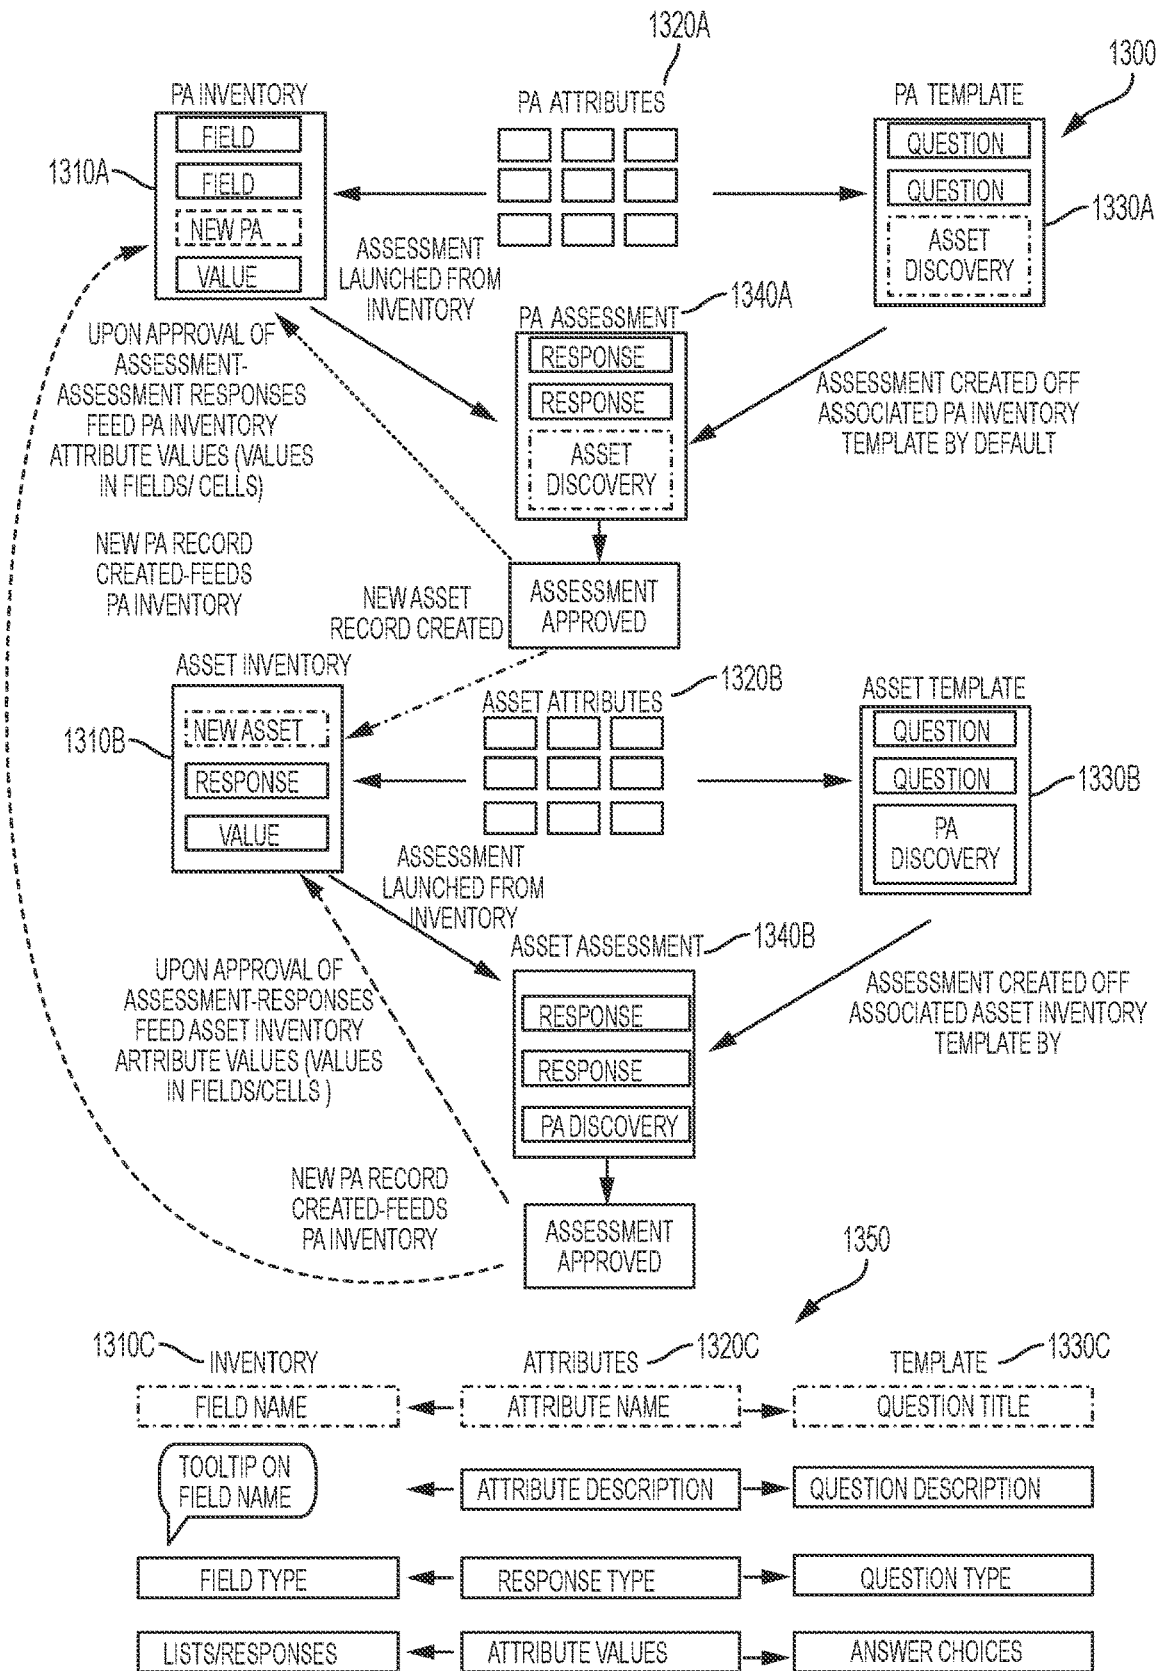 1320A
1300
PA INVENTORY
PA ATTRIBUTES
PA TEMPLATE
FIELD
FIELD
NEW PA
VALUE
1310A
QUESTION
QUESTION
ASSET
DISCOVERY
1330A
ASSESSMENT
LAUNCHED FROM
INVENTORY
1340A
PA ASSESSMENT
RESPONSE
RESPONSE
ASSET
DISCOVERY
UPON APPROVAL OF
ASSESSMENT-
ASSESSMENT RESPONSES
FEED PA INVENTORY
ATTRIBUTE VALUES (VALUES
IN FIELDS/ CELLS)
ASSESSMENT CREATED OFF
ASSOCIATED PA INVENTORY
TEMPLATE BY DEFAULT
NEW PA RECORD
CREATED-FEEDS
PA INVENTORY
NEW ASSET
RECORD CREATED
ASSESSMENT
APPROVED
ASSET INVENTORY
1320B
ASSET ATTRIBUTES
ASSET TEMPLATE
1310B
NEW ASSET
RESPONSE
VALUE
QUESTION
QUESTION
PA
DISCOVERY
1330B
ASSESSMENT
LAUNCHED FROM
INVENTORY
1340B
ASSET ASSESSMENT
RESPONSE
RESPONSE
PA DISCOVERY
UPON APPROVAL OF
ASSESSMENT-RESPONSES
FEED ASSET INVENTORY
ARTRIBUTE VALUES (VALUES
IN FIELDS/CELLS )
ASSESSMENT CREATED OFF
ASSOCIATED ASSET INVENTORY
TEMPLATE BY
NEW PA RECORD
CREATED-FEEDS
PA INVENTORY
ASSESSMENT
APPROVED
1350
1310C
INVENTORY
ATTRIBUTES
1320C
TEMPLATE
1330C
FIELD NAME
ATTRIBUTE NAME
QUESTION TITLE
TOOLTIP ON
FIELD NAME
ATTRIBUTE DESCRIPTION
QUESTION DESCRIPTION
FIELD TYPE
RESPONSE TYPE
QUESTION TYPE
LISTS/RESPONSES
ATTRIBUTE VALUES
ANSWER CHOICES